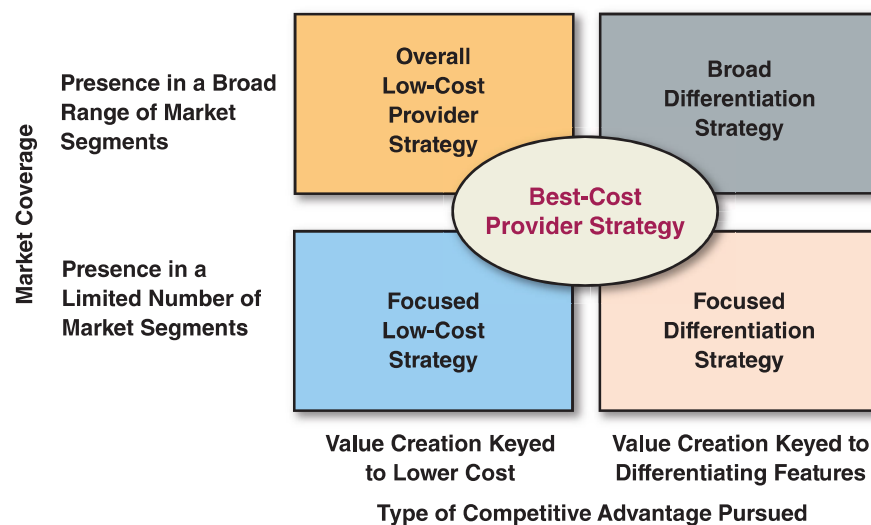 Market Coverage
Presence in a Broad
Range of Market
Segments
Overall
Low-Cost
Provider
Strategy
Broad
Differentiation
Strategy
Best-Cost
Provider Strategy
Presence in a
Limited Number of
Market Segments
Focused
Low-Cost
Strategy
Focused
Differentiation
Strategy
Value Creation Keyed
to Lower Cost
Value Creation Keyed to
Differentiating Features
Type of Competitive Advantage Pursued